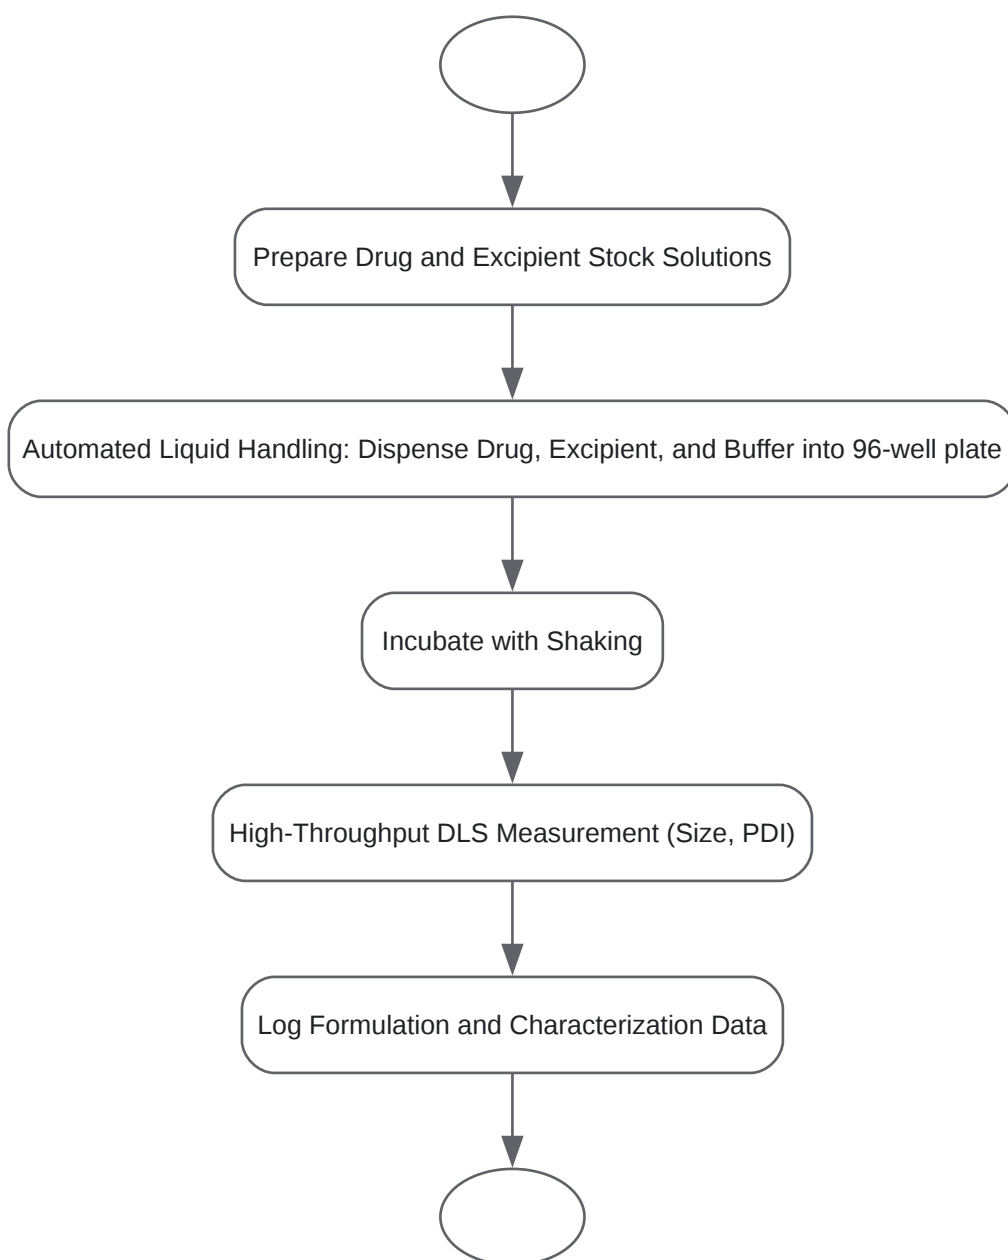 Prepare Drug and Excipient Stock Solutions
Automated Liquid Handling: Dispense Drug, Excipient, and Buffer into 96-well plate
Incubate with Shaking
High-Throughput DLS Measurement (Size, PDI)
Log Formulation and Characterization Data